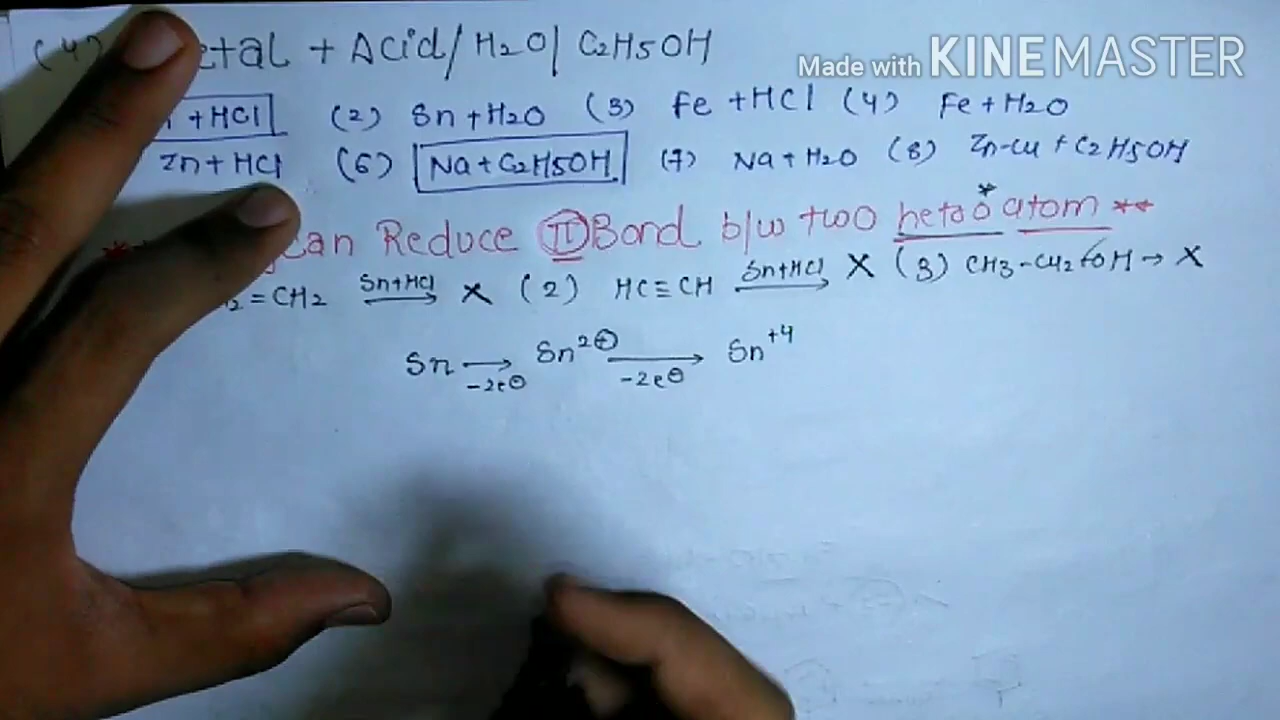 (4) etal + Acid/H2O/C2H5OH
Made with KINEMASTER
+HCl (2) Sn+H2O (3) Fe +HCl (4) Fe+H2O
Zn+HCl (6) Na+C2H5OH (7) Na+H2O (8) Zn-Cu+C2H5OH
Can Reduce π Bond b/w two heteo atom **
=CH2 Sn+HCl → X (2) HC≡CH Sn+HCl → X (3) CH3-CH2-OH → X
Sn → -2e⊖ Sn2⊕ → -2e⊖ Sn+4